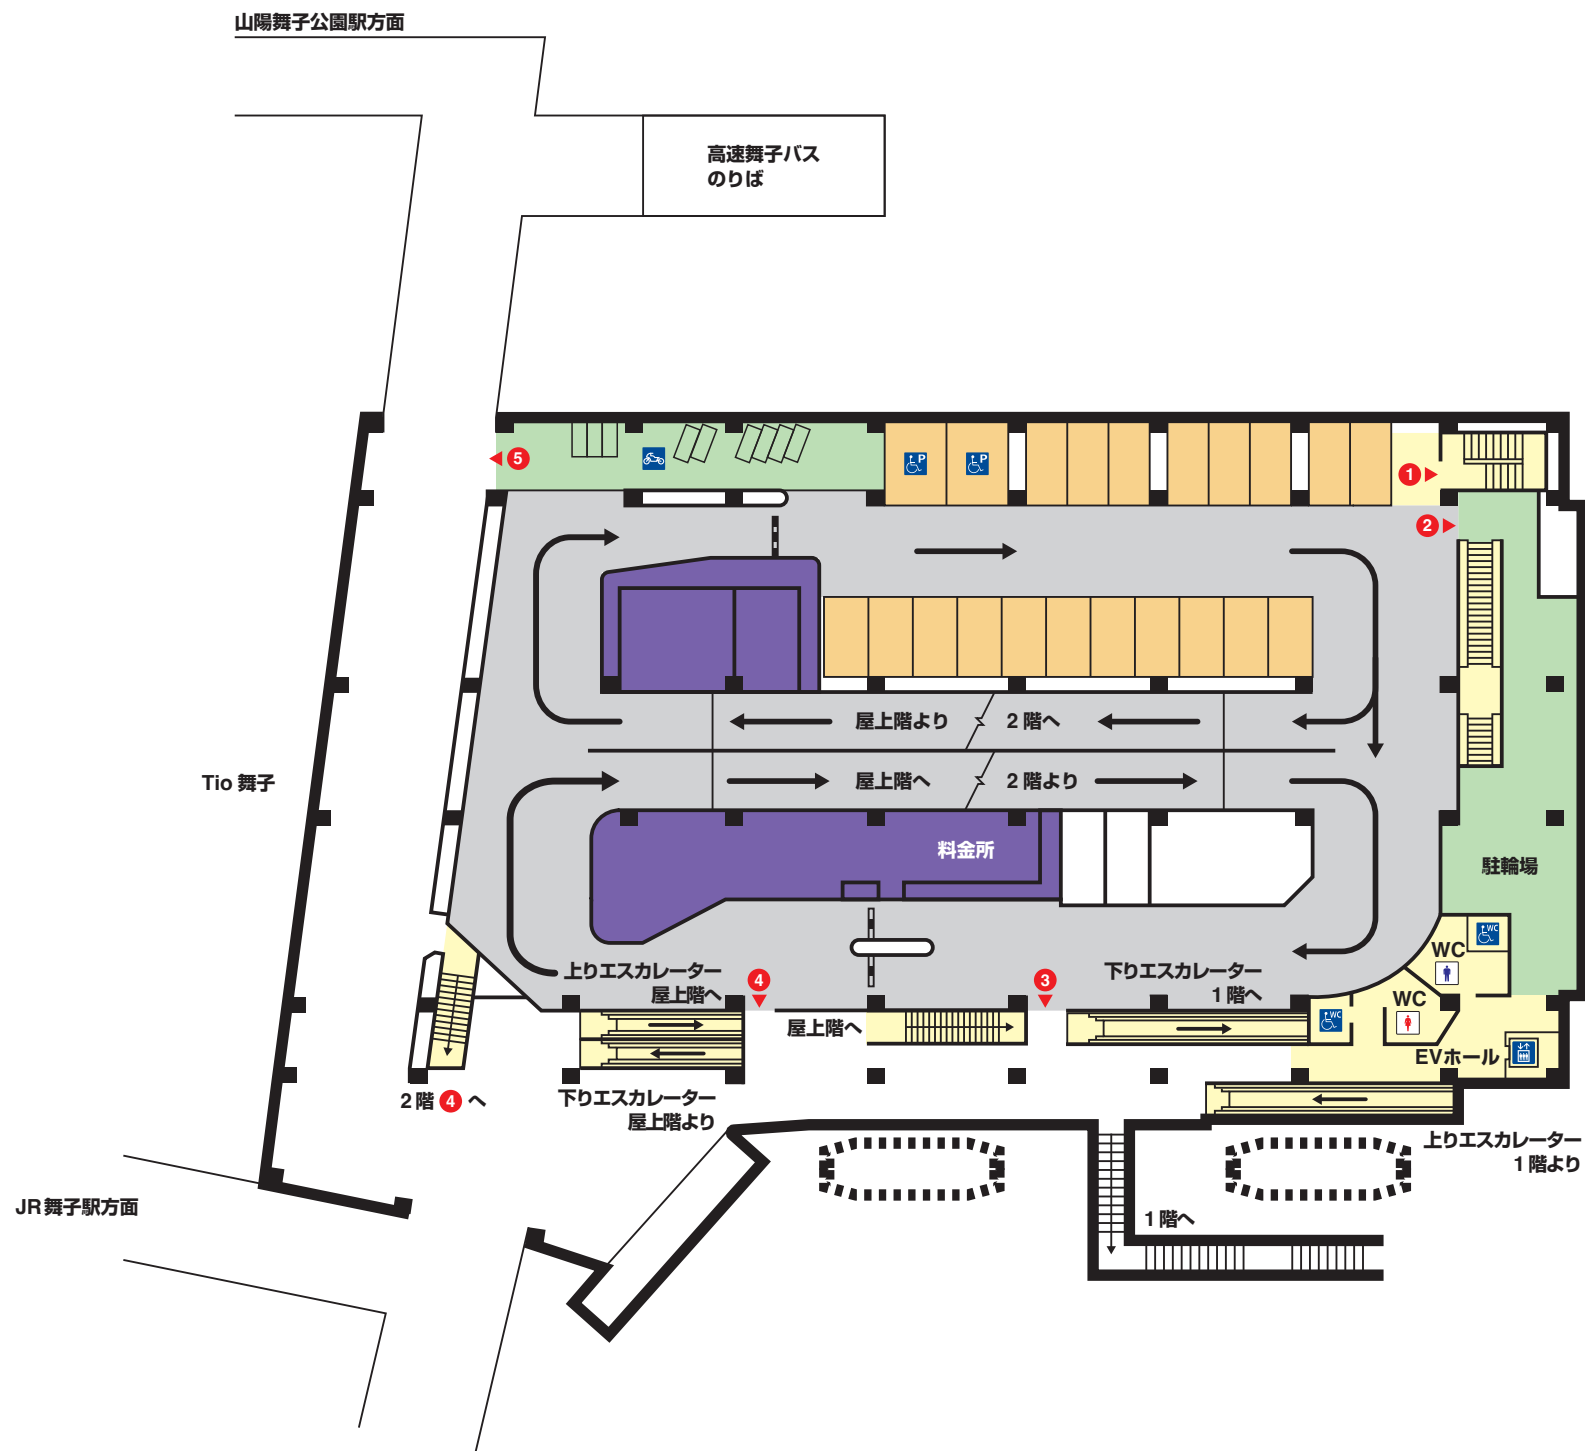 山陽舞子公園駅方面
高速舞子バス
のりば
5
P
P
1
2
屋上階より
2階へ
Tio 舞子
屋上階へ
2階より
料金所
駐輪場
WC
WC
上りエスカレーター
屋上階へ
4
3
下りエスカレーター
1階へ
WC
WC
屋上階へ
EVホール
2階 4 へ
下りエスカレーター
屋上階より
上りエスカレーター
1階より
JR舞子駅方面
1階へ